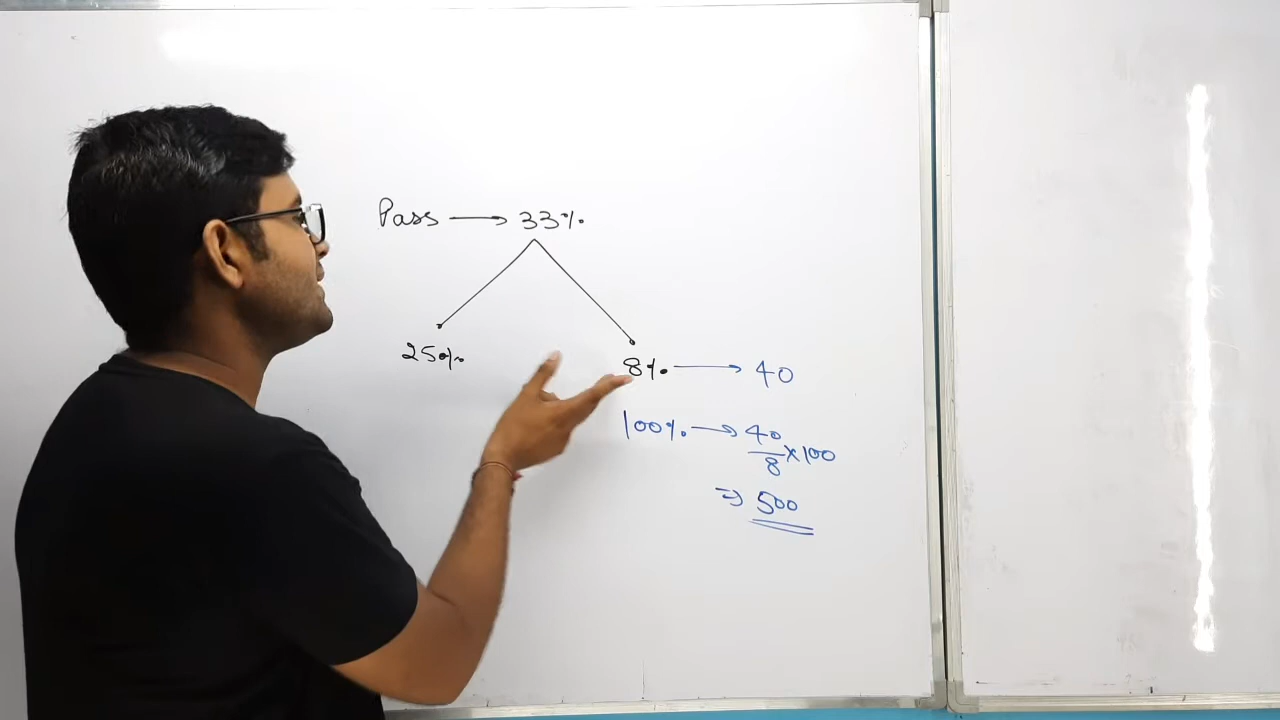 Pass → 33%
25%
8% → 40
100% → 40/8 × 100
⇒ 500